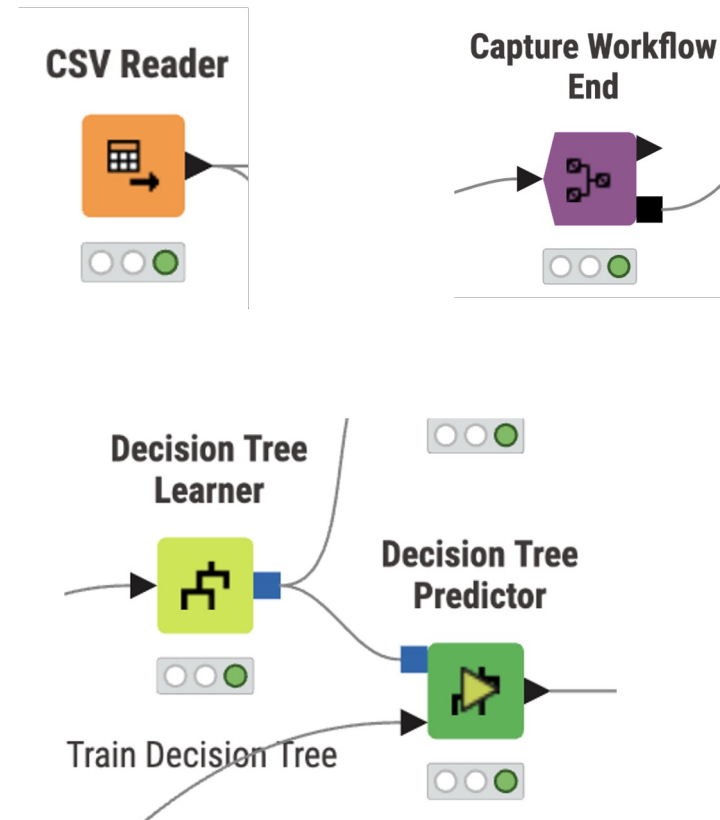 CSV Reader
Capture Workflow
End
Decision Tree
Learner
Decision Tree
Predictor
Train Decision Tree